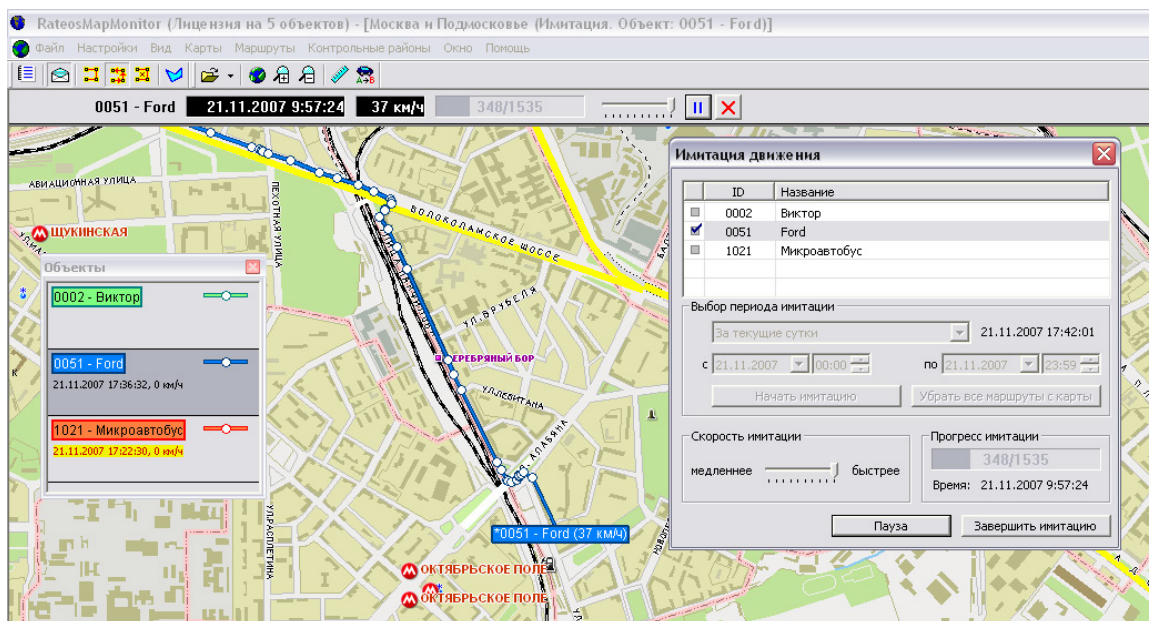 RateosMapMonitor (Лицензия на 5 объектов) - [Москва и Подмосковье (Имитация. Объект: 0051 - Ford)]
Файл Настройки Вид Карты Маршруты Контрольные районы Окно Помощь
A→B
0051 - Ford 21.11.2007 9:57:24 37 км/ч 348/1535
АВИАЦИОННАЯ УЛИЦА
ПЕХОТНАЯ УЛИЦА
ЩУКИНСКАЯ
ВОЛОКОЛАМСКОЕ ШОССЕ
УЛ.ВРУБЕЛЯ
СЕРЕБРЯНЫЙ БОР
УЛ.ЛЕВИТАНА
АЛАБЯНА
УЛ.РАСПЛЕТИНА
*0051 - Ford (37 км/ч)
ОКТЯБРЬСКОЕ ПОЛЕ
ОКТЯБРЬСКОЕ ПОЛЕ
Объекты
0002 - Виктор
0051 - Ford
21.11.2007 17:36:32, 0 км/ч
1021 - Микроавтобус
21.11.2007 17:22:30, 0 км/ч
Имитация движения
ID Название
0002 Виктор
0051 Ford
1021 Микроавтобус
Выбор периода имитации
За текущие сутки 21.11.2007 17:42:01
с 21.11.2007 00:00 по 21.11.2007 23:59
Начать имитацию Убрать все маршруты с карты
Скорость имитации
медленнее быстрее
Прогресс имитации
348/1535
Время: 21.11.2007 9:57:24
Пауза Завершить имитацию